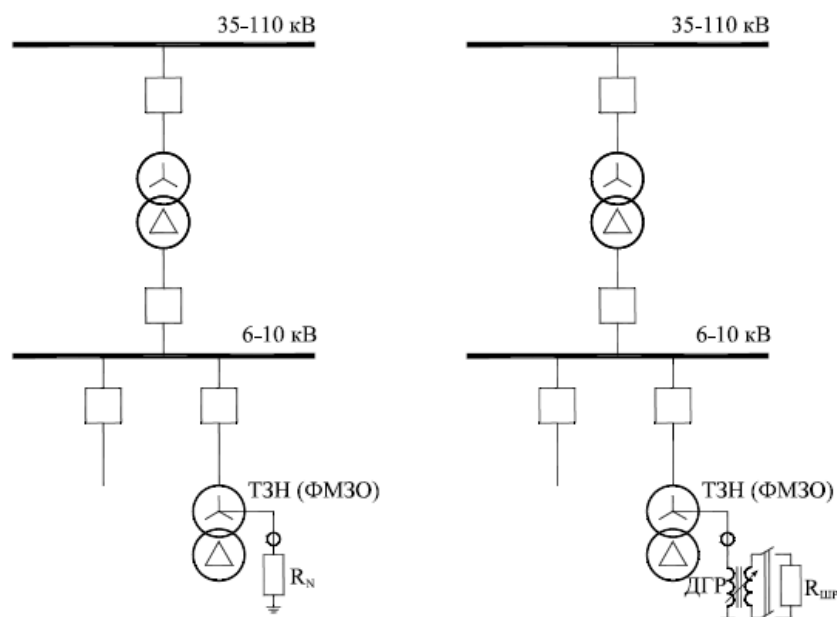 35-110 кВ
35-110 кВ
6-10 кВ
6-10 кВ
ТЗН (ФМЗО)
ТЗН (ФМЗО)
R_N
ДГР
R_ШР